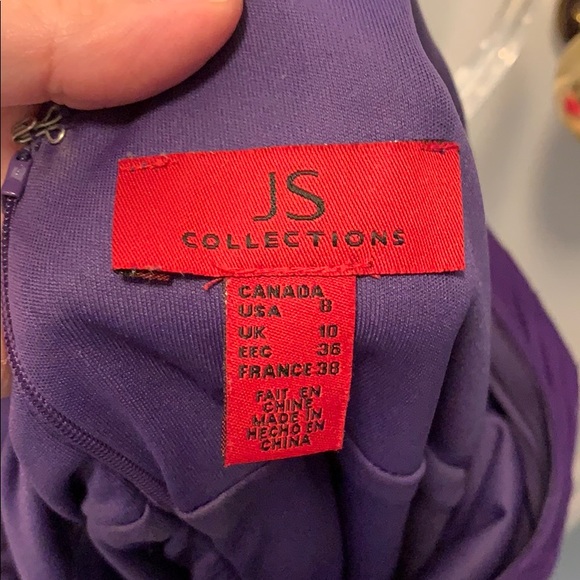 JS
COLLECTIONS
CANADA
USA 8
UK 10
EEC 36
FRANCE 38
FAIT EN
CHINE
MADE IN
HECHO EN
CHINA